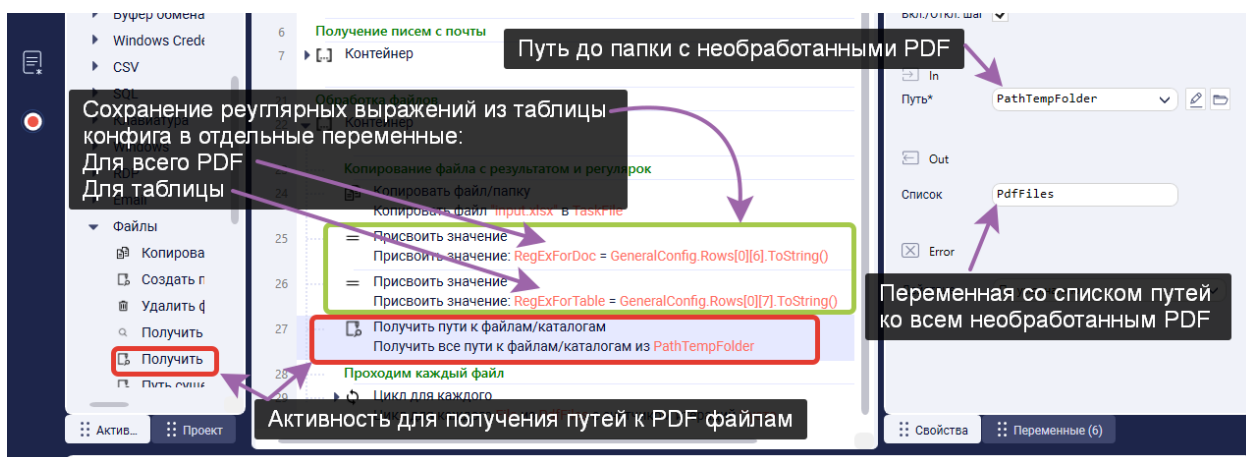 Буфер обмена
Windows Crede
CSV
SQL
Клавиатура
Windows
RDP
Email
Файлы
Копирова
Создать п
Удалить ф
Получить
Получить
Путь суще
Актив...
Проект
6 Получение писем с почты
7 [...] Контейнер
Обработка файлов
22 [...] Контейнер
Копирование файла с результатом и регулярок
24 Копировать файл/папку
Копировать файл "input.xlsx" в TaskFile
25 Присвоить значение
Присвоить значение: RegExForDoc = GeneralConfig.Rows[0][6].ToString()
26 Присвоить значение
Присвоить значение: RegExForTable = GeneralConfig.Rows[0][7].ToString()
27 Получить пути к файлам/каталогам
Получить все пути к файлам/каталогам из PathTempFolder
28 Проходим каждый файл
29 Цикл для каждого
Путь до папки с необработанными PDF
Сохранение реуглярных выражений из таблицы
конфига в отдельные переменные:
Для всего PDF
Для таблицы
Активность для получения путей к PDF файлам
Вкл./Откл. шаг
In
Путь*
PathTempFolder
Out
Список
PdfFiles
Error
Переменная со списком путей
ко всем необработанным PDF
Свойства
Переменные (6)